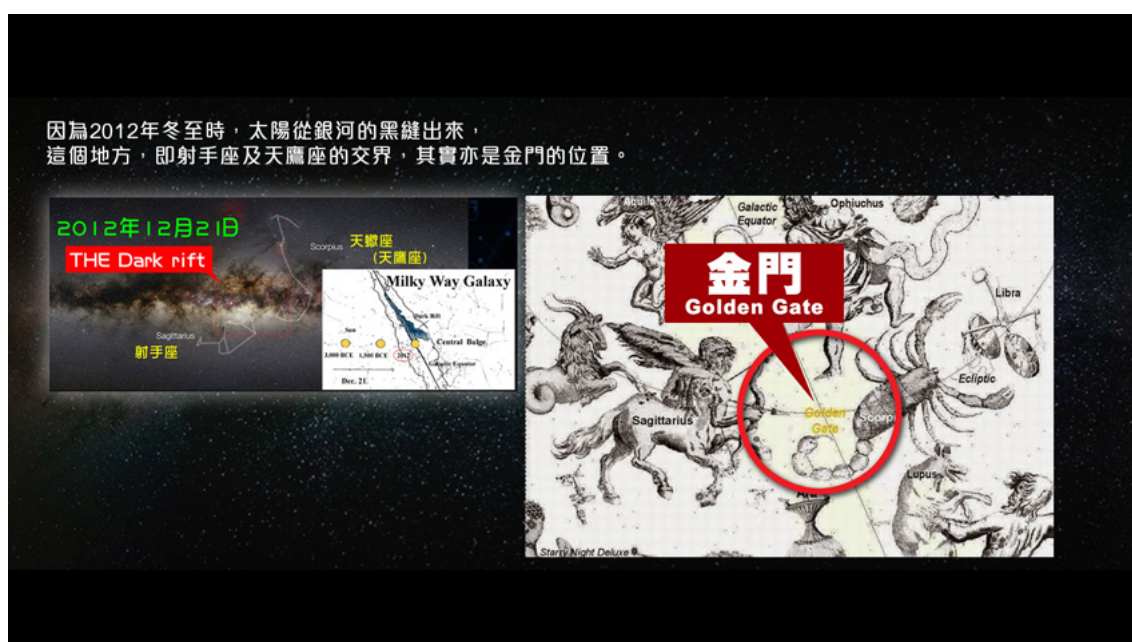 因為2012年冬至時，太陽從銀河的黑縫出來，
這個地方，即射手座及天鷹座的交界，其實亦是金門的位置。
2012年12月21日
THE Dark rift
Scorpius 天蠍座
(天鷹座)
Sagittarius
射手座
Milky Way Galaxy
Dark Rift
Sun
Central Bulge
3,000 BCE 1,500 BCE 2012
Galactic Equator
Dec. 21
Aquila
Galactic
Equator
Ophiuchus
金門
Golden Gate
Libra
Ecliptic
Golden
Gate
Scorpi
Sagittarius
Lupus
Ara
Starry Night Deluxe